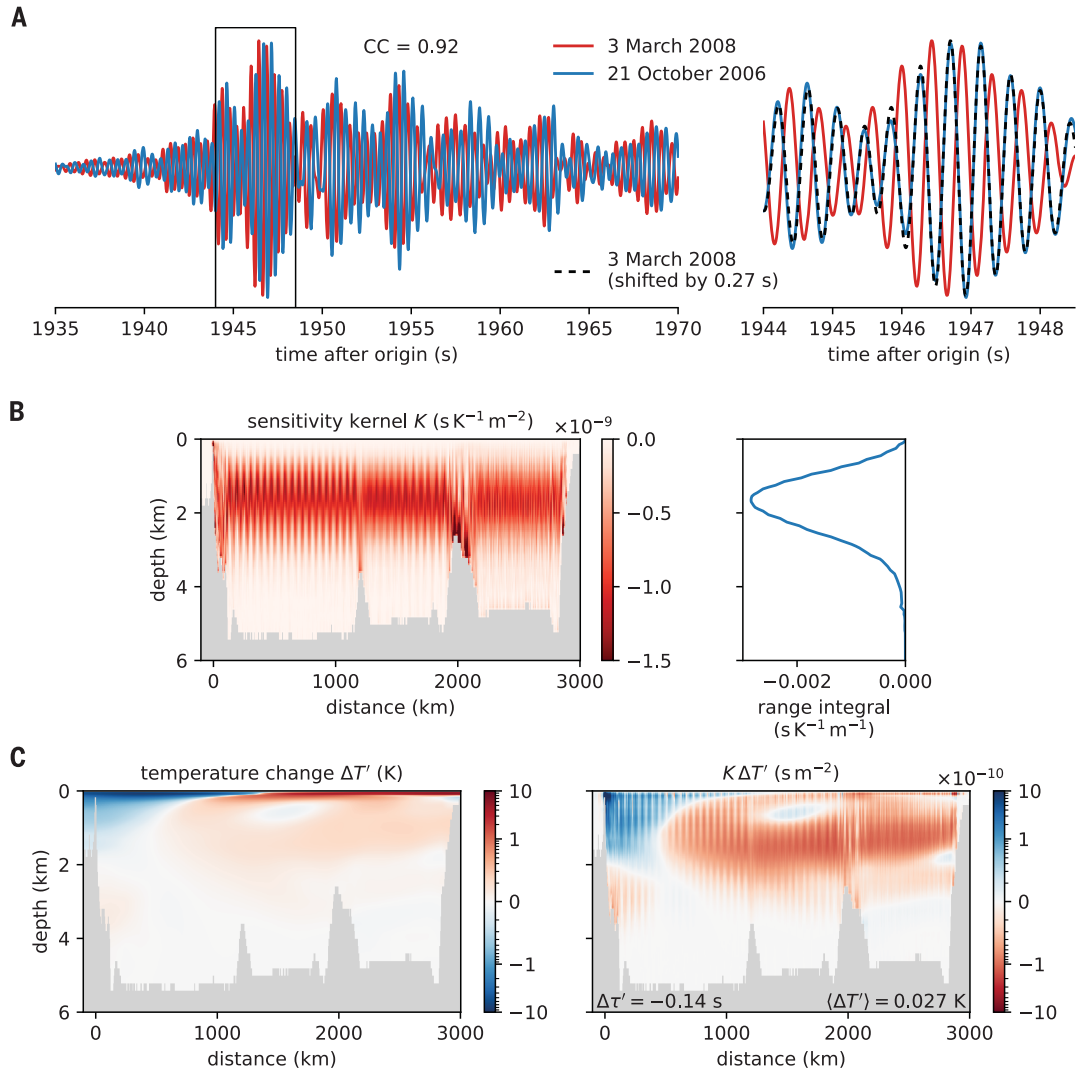 A
CC = 0.92
3 March 2008
21 October 2006
3 March 2008
(shifted by 0.27 s)
1935 1940 1945 1950 1955 1960 1965 1970
time after origin (s)
1944 1945 1946 1947 1948
time after origin (s)
B
sensitivity kernel K (s K⁻¹ m⁻²)
×10⁻⁹
0
2
4
6
depth (km)
0 1000 2000 3000
distance (km)
0.0
−0.5
−1.0
−1.5
−0.002 0.000
range integral
(s K⁻¹ m⁻¹)
C
temperature change ΔT′ (K)
0
2
4
6
depth (km)
0 1000 2000 3000
distance (km)
10
1
0
−1
−10
K ΔT′ (s m⁻²)
×10⁻¹⁰
Δτ′ = −0.14 s
⟨ΔT′⟩ = 0.027 K
0 1000 2000 3000
distance (km)
10
1
0
−1
−10